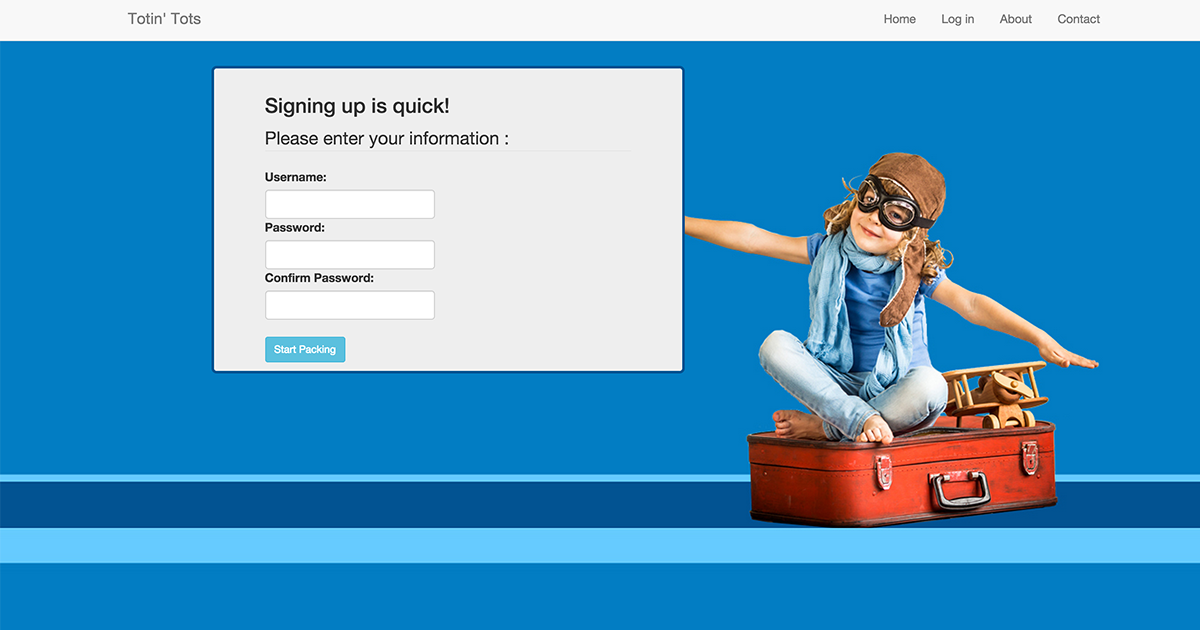 Totin' Tots
Home Log in About Contact
Signing up is quick!
Please enter your information :
Username:
Password:
Confirm Password:
Start Packing